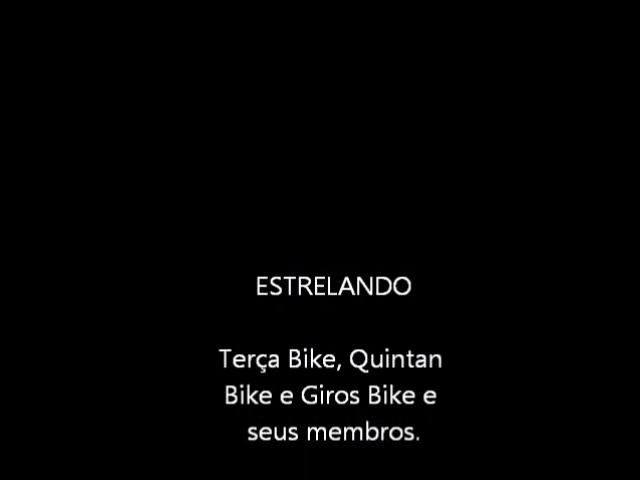 ESTRELANDO
Terça Bike, Quintan
Bike e Giros Bike e
seus membros.